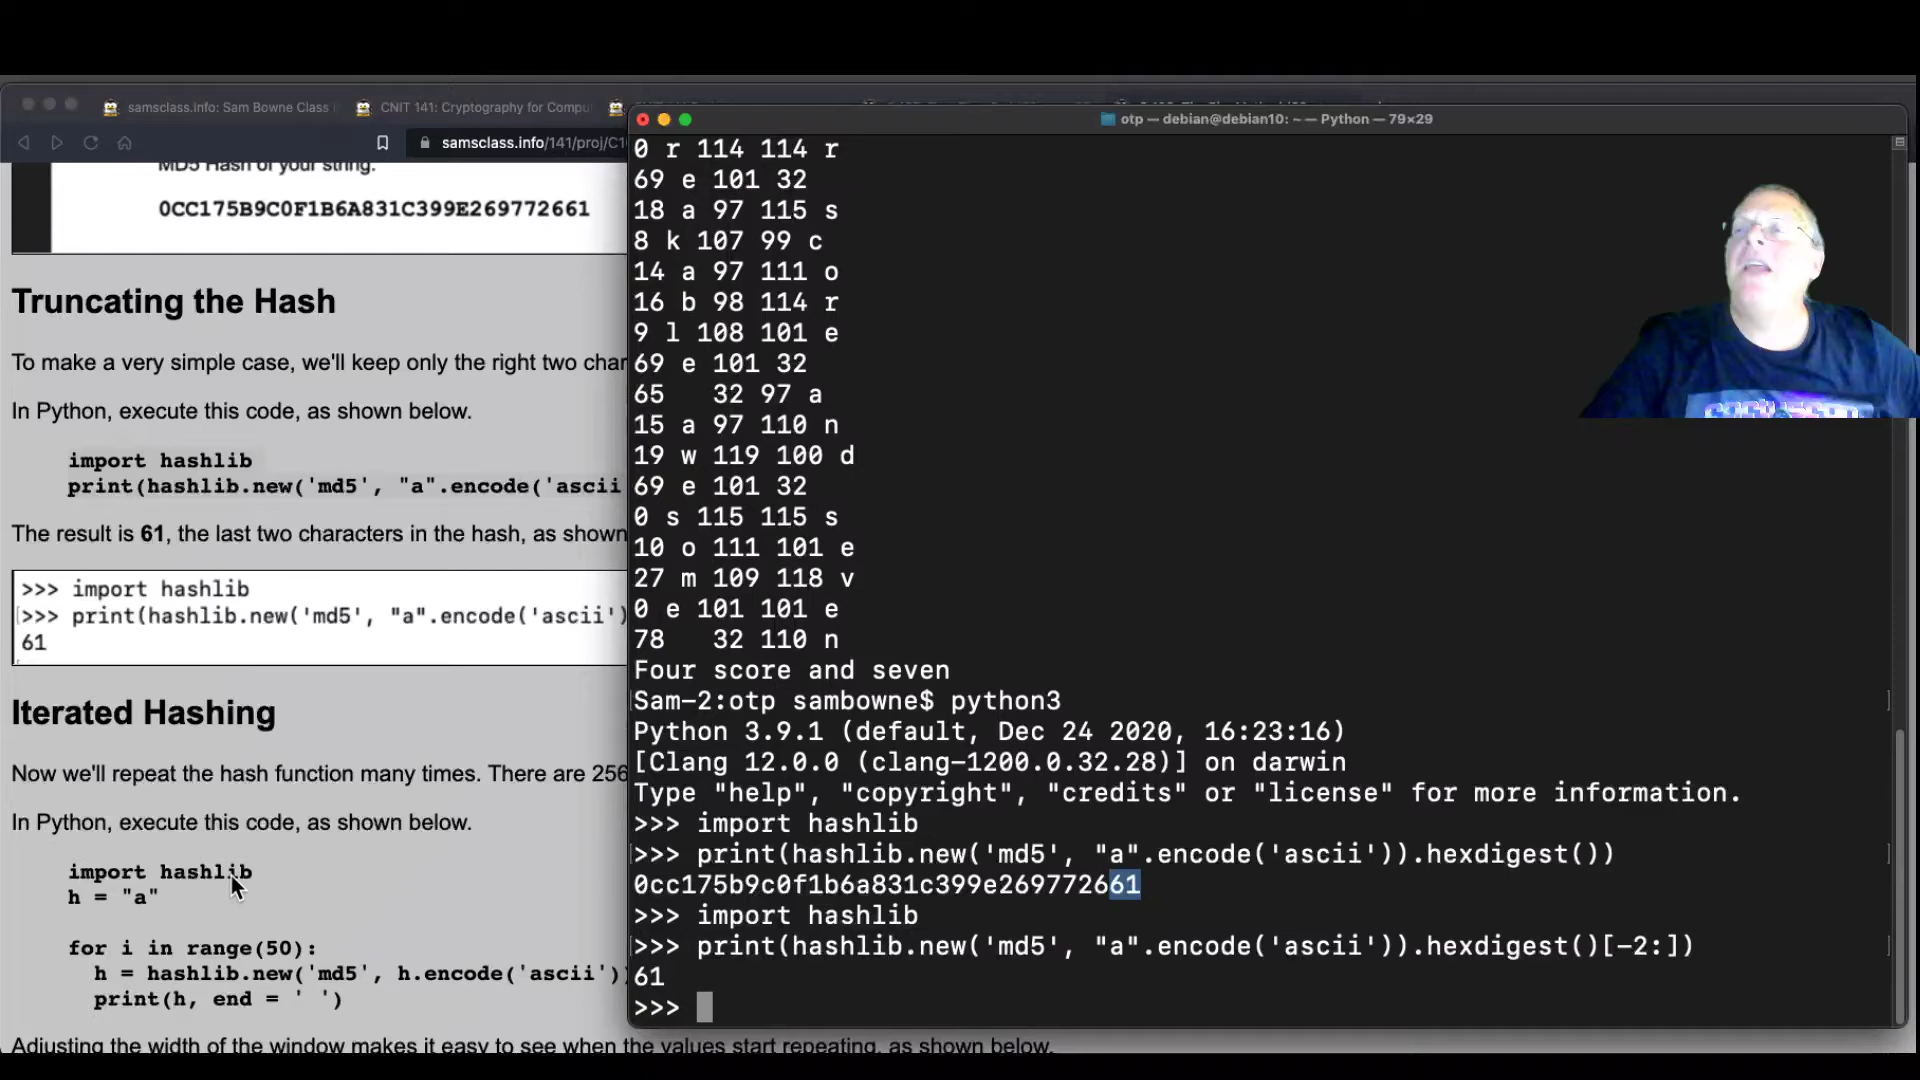 samsclass.info: Sam Bowne Class
CNIT 141: Cryptography for Compu
samsclass.info/141/proj/C1
MD5 Hash of your string:
0CC175B9C0F1B6A831C399E269772661
Truncating the Hash
To make a very simple case, we'll keep only the right two char
In Python, execute this code, as shown below.
import hashlib
print(hashlib.new('md5', "a".encode('ascii
The result is 61, the last two characters in the hash, as shown
>>> import hashlib
>>> print(hashlib.new('md5', "a".encode('ascii')
61
Iterated Hashing
Now we'll repeat the hash function many times. There are 256
In Python, execute this code, as shown below.
import hashlib
h = "a"
for i in range(50):
h = hashlib.new('md5', h.encode('ascii'))
print(h, end = ' ')
Adjusting the width of the window makes it easy to see when the values start repeating, as shown below.
otp — debian@debian10: ~ — Python — 79×29
0 r 114 114 r
69 e 101 32
18 a 97 115 s
8 k 107 99 c
14 a 97 111 o
16 b 98 114 r
9 l 108 101 e
69 e 101 32
65   32 97 a
15 a 97 110 n
19 w 119 100 d
69 e 101 32
0 s 115 115 s
10 o 111 101 e
27 m 109 118 v
0 e 101 101 e
78   32 110 n
Four score and seven
Sam-2:otp sambowne$ python3
Python 3.9.1 (default, Dec 24 2020, 16:23:16)
[Clang 12.0.0 (clang-1200.0.32.28)] on darwin
Type "help", "copyright", "credits" or "license" for more information.
>>> import hashlib
>>> print(hashlib.new('md5', "a".encode('ascii')).hexdigest())
0cc175b9c0f1b6a831c399e269772661
>>> import hashlib
>>> print(hashlib.new('md5', "a".encode('ascii')).hexdigest()[-2:])
61
>>>